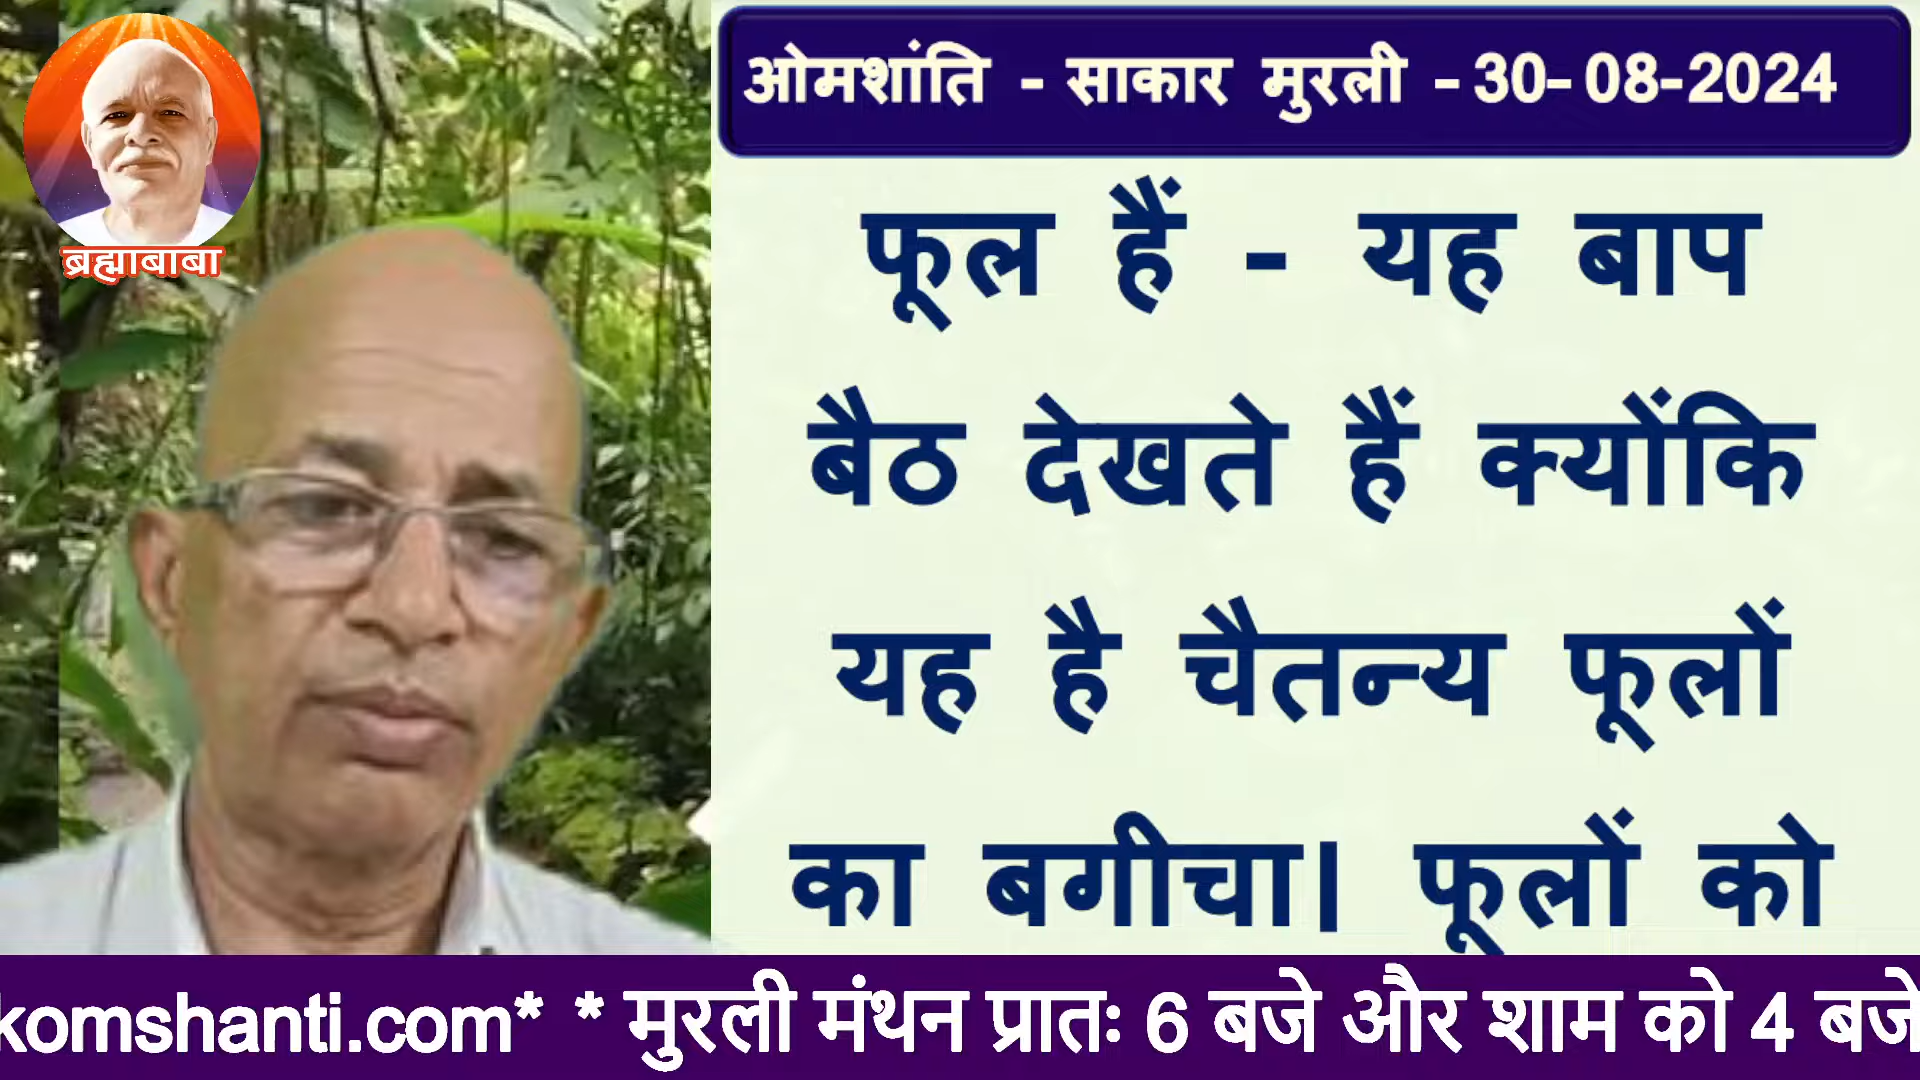 ओमशांति - साकार मुरली - 30-08-2024
ब्रह्माबाबा
फूल हैं - यह बाप
बैठ देखते हैं क्योंकि
यह है चैतन्य फूलों
का बगीचा। फूलों को
komshanti.com* * मुरली मंथन प्रातः 6 बजे और शाम को 4 बजे